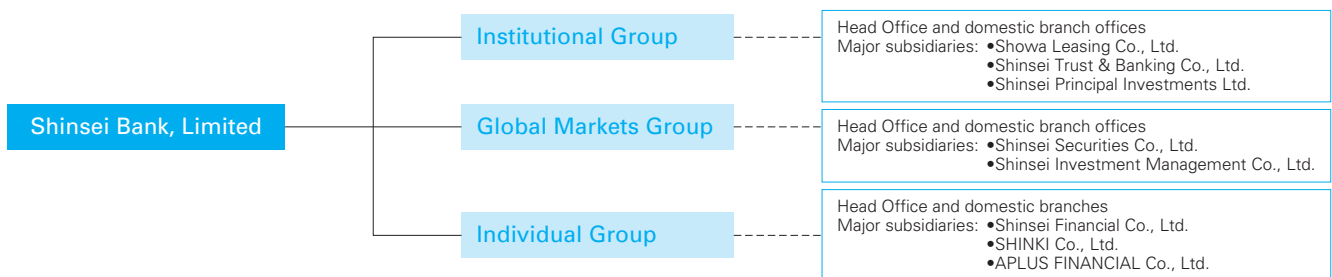 Shinsei Bank, Limited
Institutional Group
Head Office and domestic branch offices
Major subsidiaries: •Showa Leasing Co., Ltd.
•Shinsei Trust & Banking Co., Ltd.
•Shinsei Principal Investments Ltd.
Global Markets Group
Head Office and domestic branch offices
Major subsidiaries: •Shinsei Securities Co., Ltd.
•Shinsei Investment Management Co., Ltd.
Individual Group
Head Office and domestic branches
Major subsidiaries: •Shinsei Financial Co., Ltd.
•SHINKI Co., Ltd.
•APLUS FINANCIAL Co., Ltd.